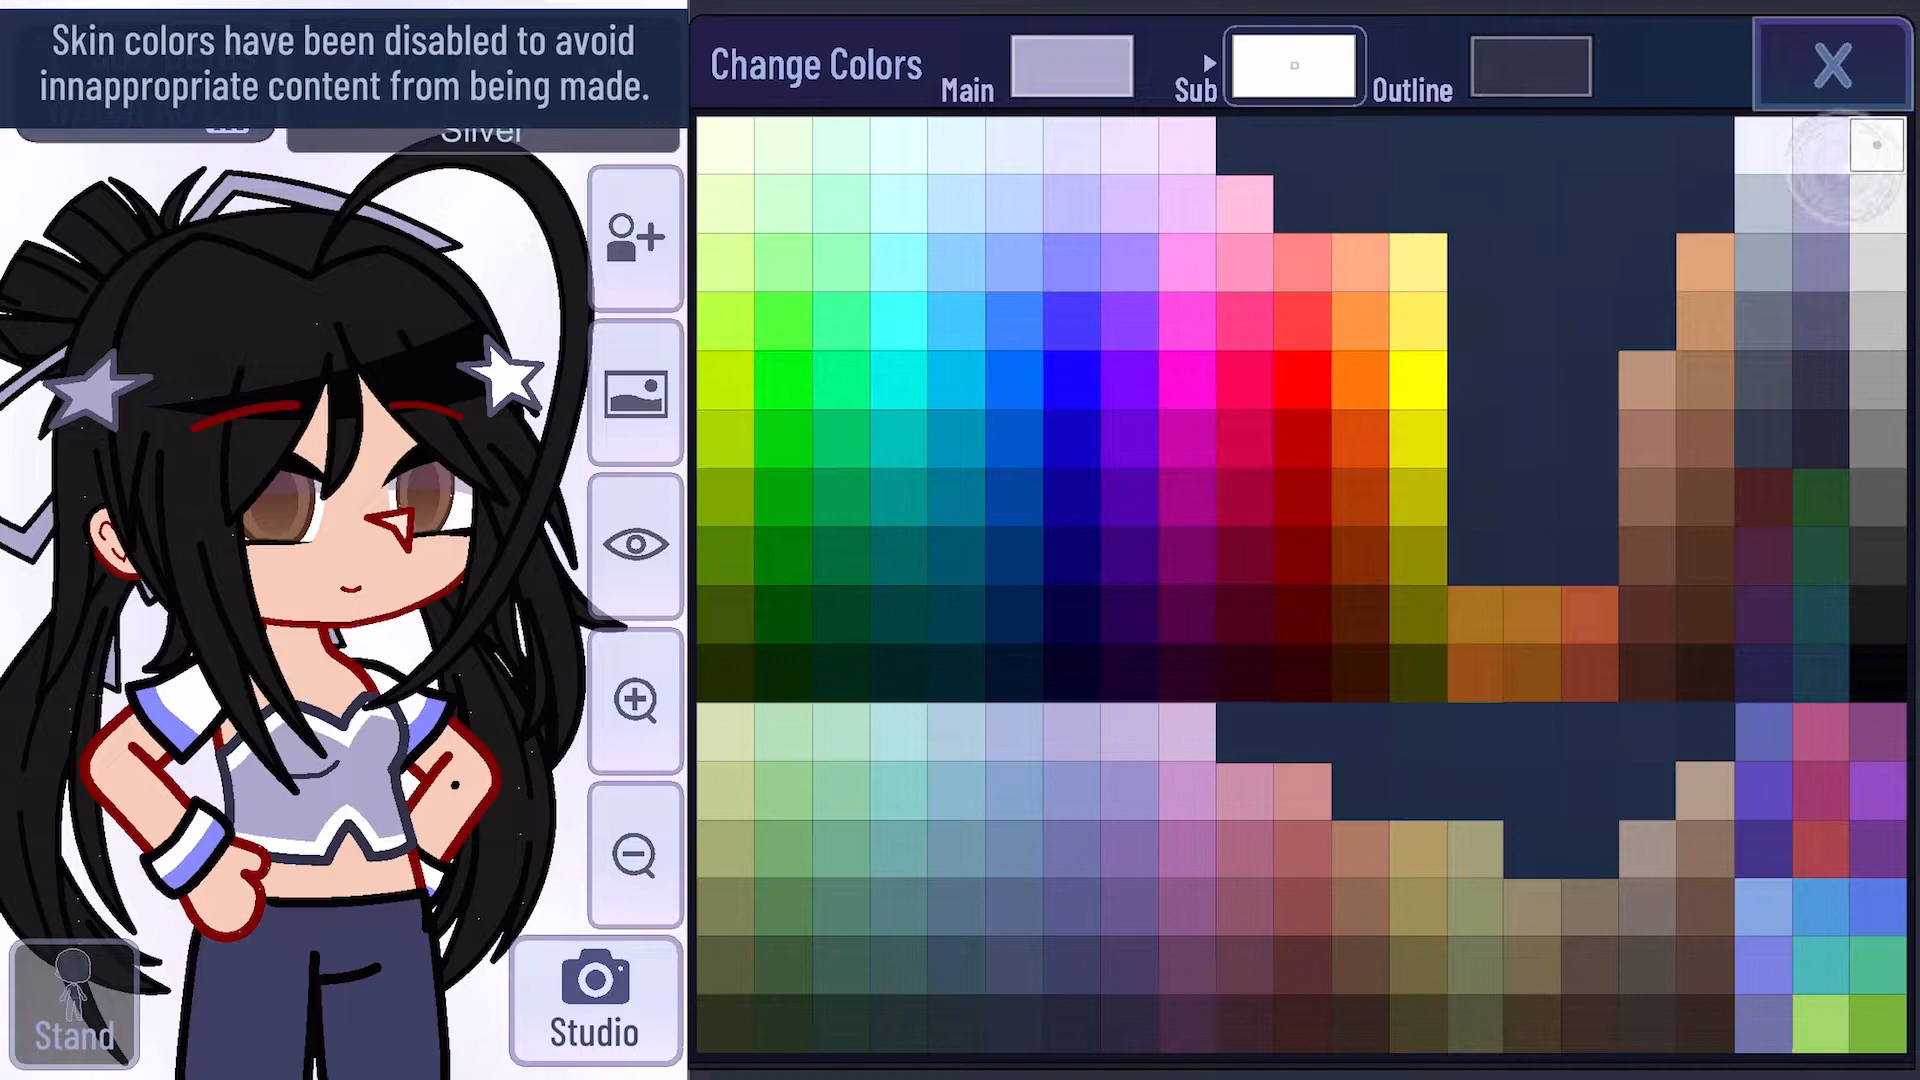 Skin colors have been disabled to avoid
innappropriate content from being made.
Silver
Change Colors
Main
Sub
Outline
X
Stand
Studio